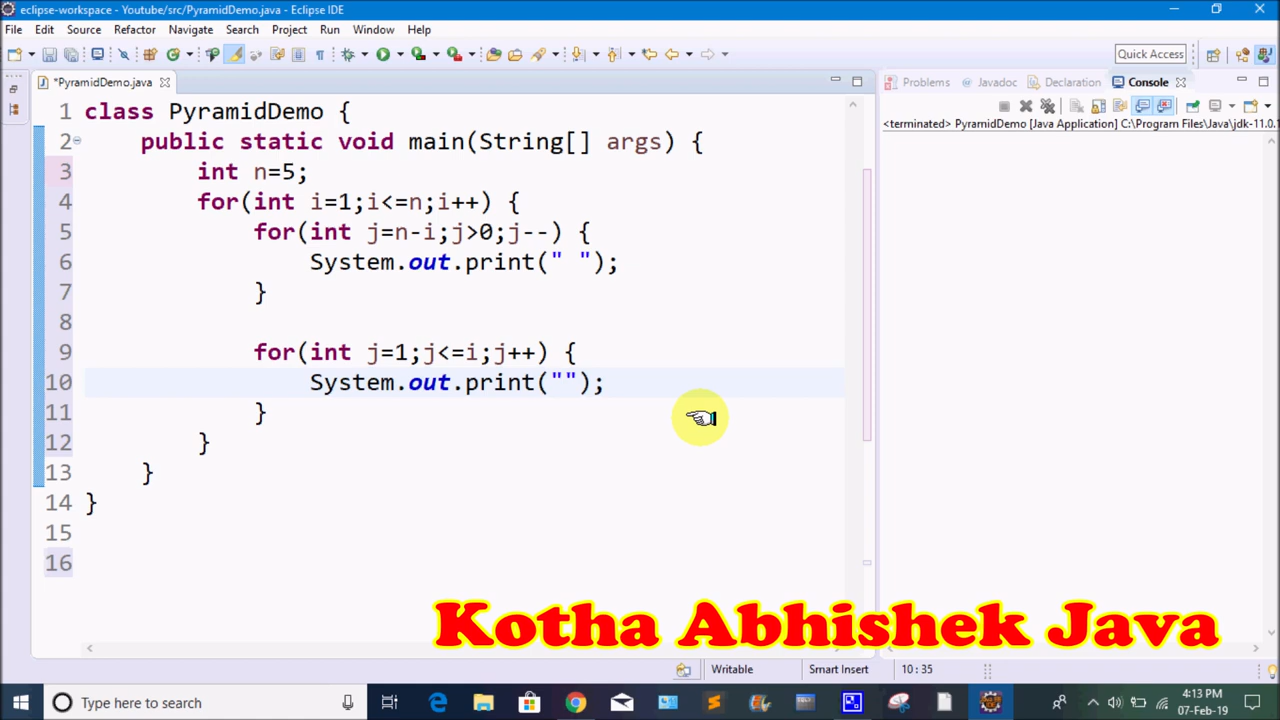 eclipse-workspace - Youtube/src/PyramidDemo.java - Eclipse IDE
File Edit Source Refactor Navigate Search Project Run Window Help
Quick Access
*PyramidDemo.java
Problems Javadoc Declaration Console
<terminated> PyramidDemo [Java Application] C:\Program Files\Java\jdk-11.0.1
1 class PyramidDemo {
2 public static void main(String[] args) {
3 int n=5;
4 for(int i=1;i<=n;i++) {
5 for(int j=n-i;j>0;j--) {
6 System.out.print(" ");
7 }
8
9 for(int j=1;j<=i;j++) {
10 System.out.print("");
11 }
12 }
13 }
14 }
15
16
Kotha Abhishek Java
Writable Smart Insert 10 : 35
Type here to search
4:13 PM
07-Feb-19